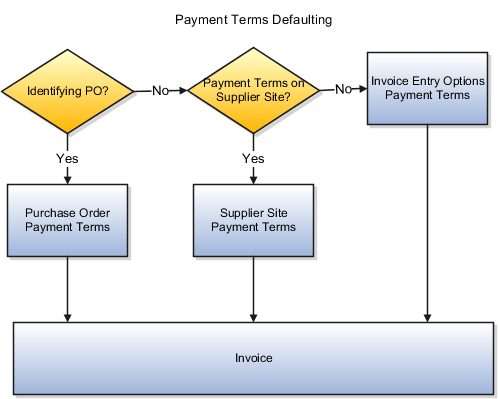 Payment Terms Defaulting
Identifying PO?
No
Payment Terms on
Supplier Site?
No
Invoice Entry Options
Payment Terms
Yes
Yes
Purchase Order
Payment Terms
Supplier Site
Payment Terms
Invoice